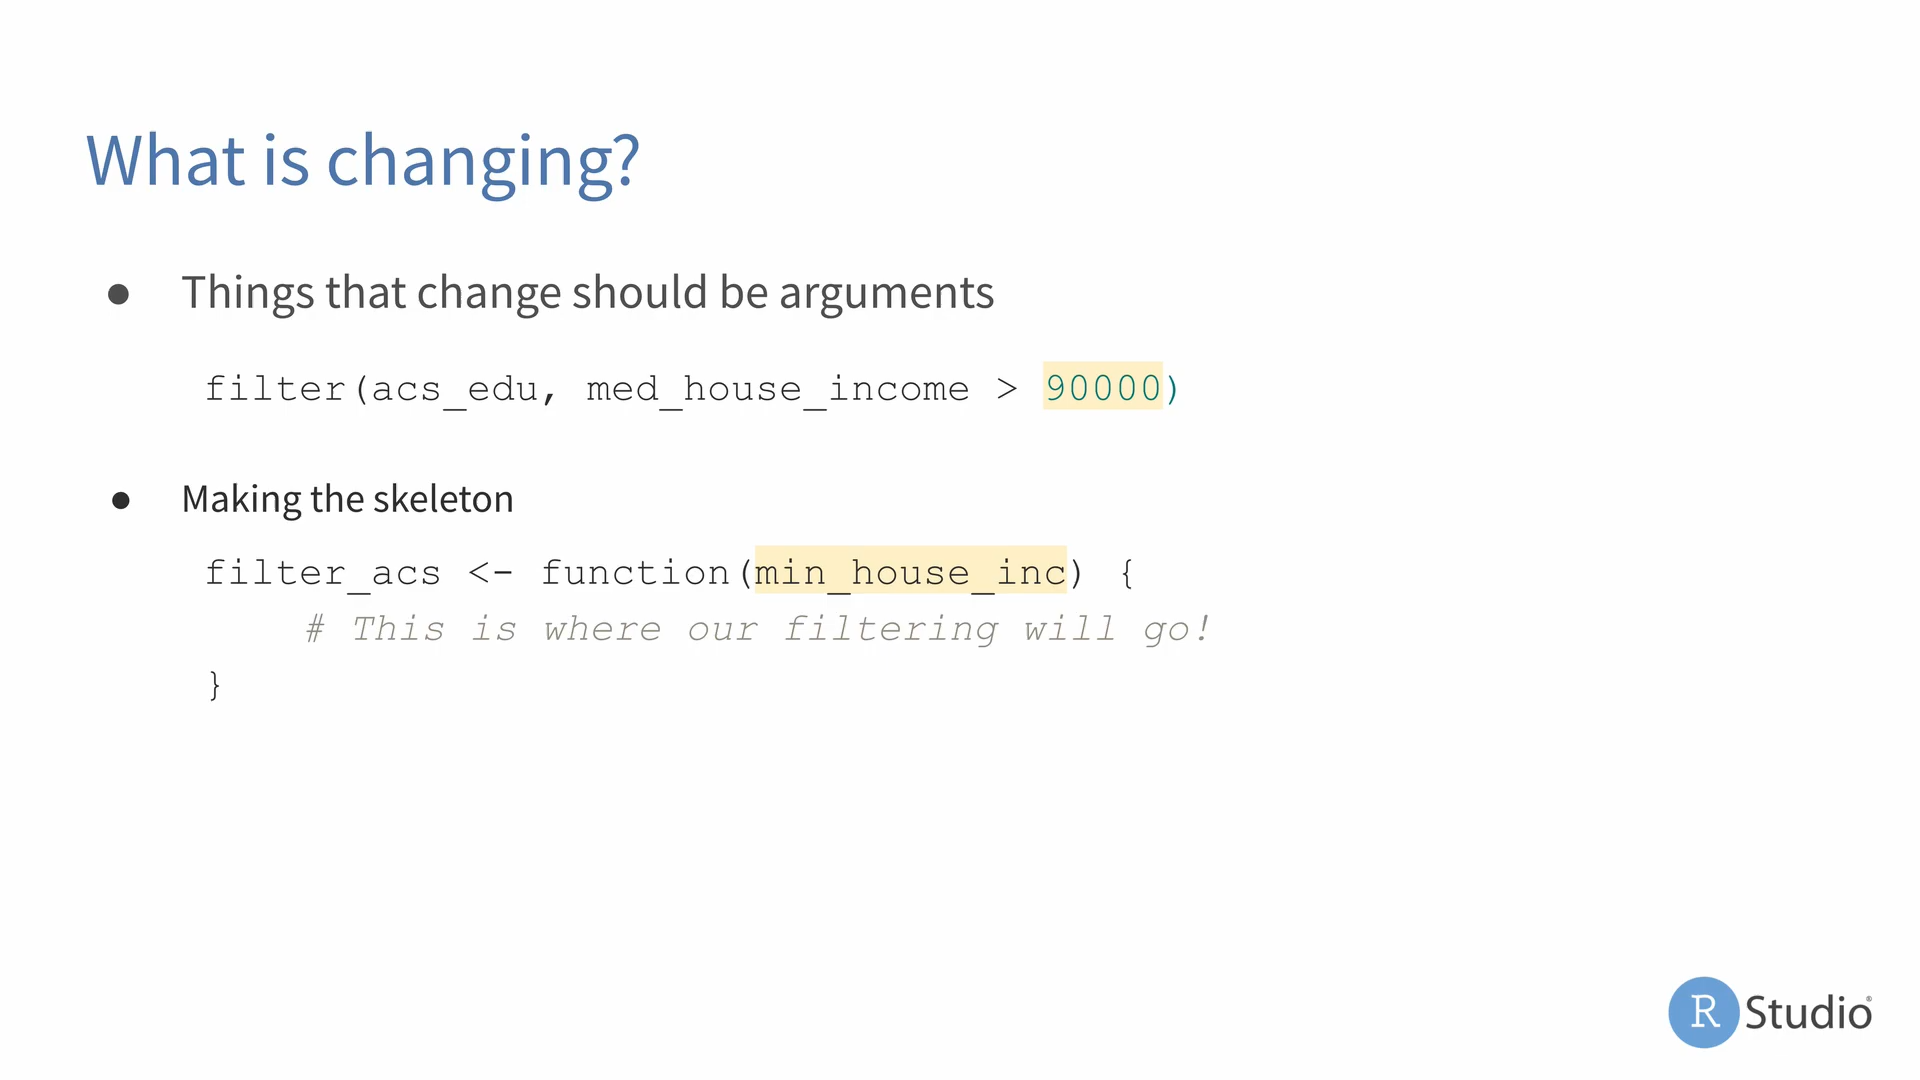 What is changing?
● Things that change should be arguments
filter(acs_edu, med_house_income > 90000)
● Making the skeleton
filter_acs <- function(min_house_inc) {
# This is where our filtering will go!
}
R Studio®